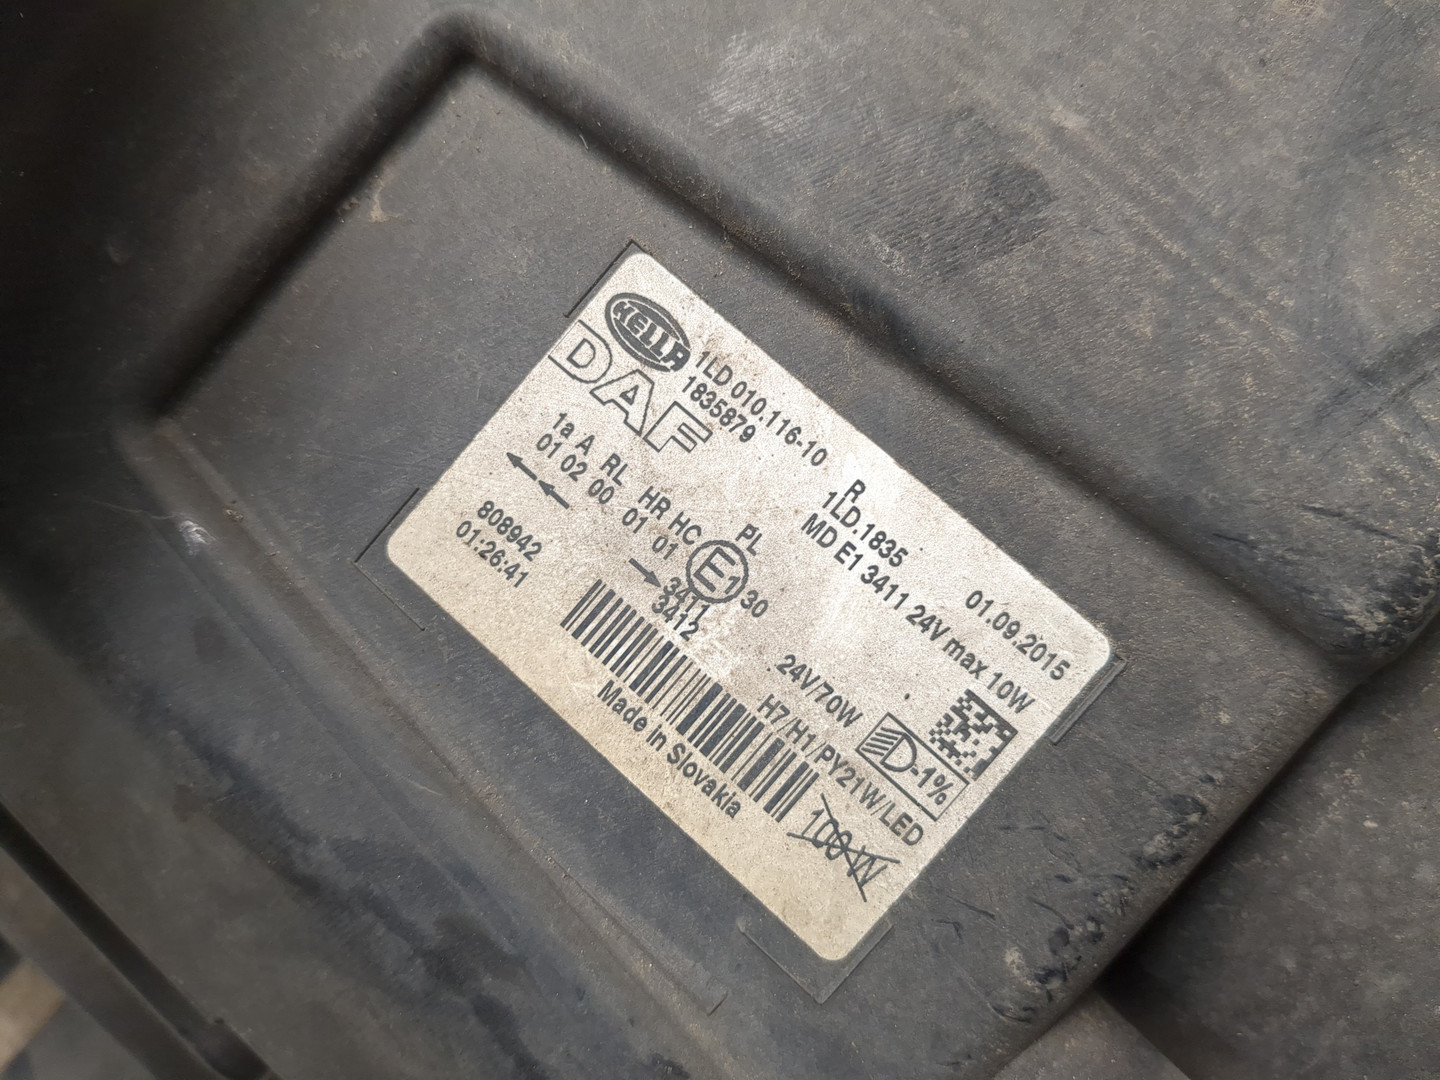 HELLA
DAF
1LD 010.116-10
1835879
R
1LD.1835
MD E1 3411 24V max 10W
01.09.2015
1a A RL HR HC PL
01 02 00 01 01
E1 30
3411
3412
808942
01:26:41
24V/70W
H7/H1/PY21W/LED
-1%
100W
Made in Slovakia